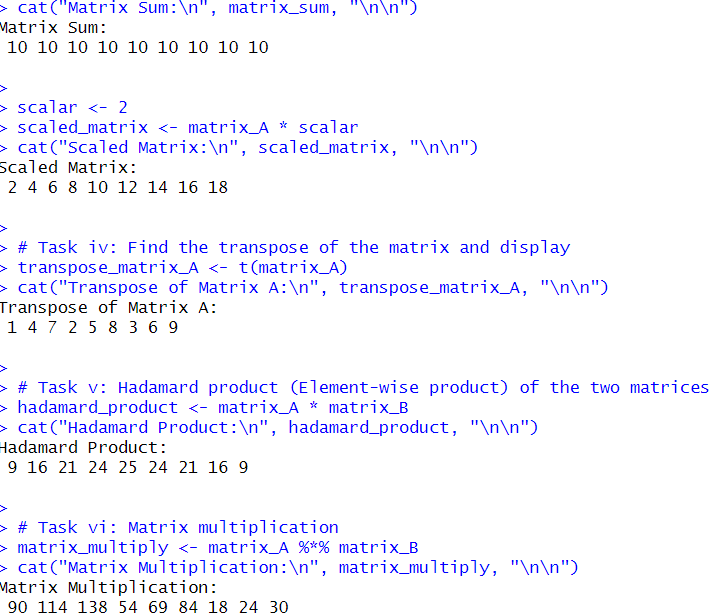 > cat("Matrix Sum:\n", matrix_sum, "\n\n")
Matrix Sum:
10 10 10 10 10 10 10 10 10
>
> scalar <- 2
> scaled_matrix <- matrix_A * scalar
> cat("Scaled Matrix:\n", scaled_matrix, "\n\n")
Scaled Matrix:
2 4 6 8 10 12 14 16 18
>
> # Task iv: Find the transpose of the matrix and display
> transpose_matrix_A <- t(matrix_A)
> cat("Transpose of Matrix A:\n", transpose_matrix_A, "\n\n")
Transpose of Matrix A:
1 4 7 2 5 8 3 6 9
>
> # Task v: Hadamard product (Element-wise product) of the two matrices
> hadamard_product <- matrix_A * matrix_B
> cat("Hadamard Product:\n", hadamard_product, "\n\n")
Hadamard Product:
9 16 21 24 25 24 21 16 9
>
> # Task vi: Matrix multiplication
> matrix_multiply <- matrix_A %*% matrix_B
> cat("Matrix Multiplication:\n", matrix_multiply, "\n\n")
Matrix Multiplication:
90 114 138 54 69 84 18 24 30